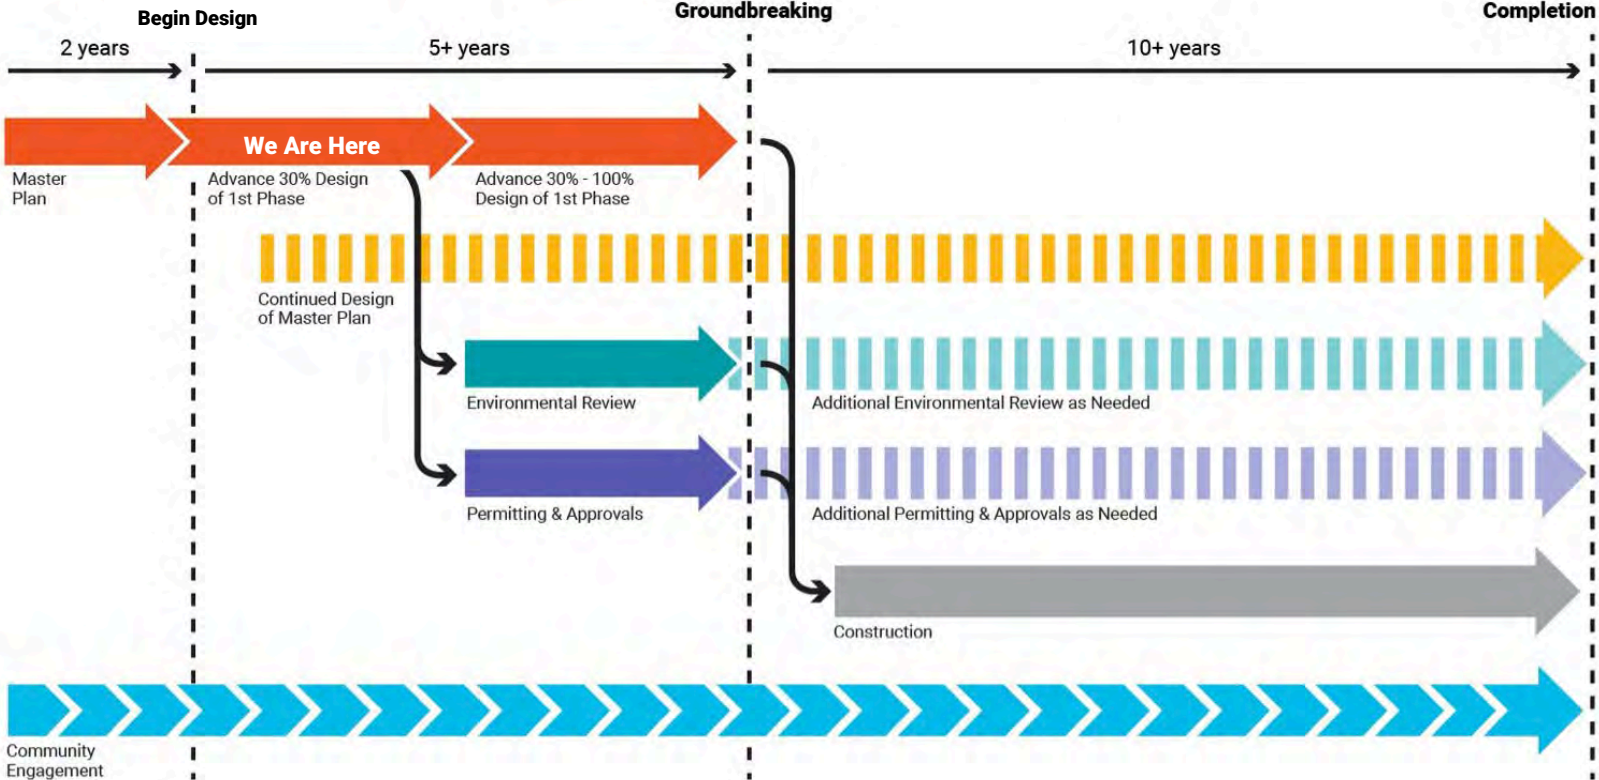 Begin Design
Groundbreaking
Completion
2 years
5+ years
10+ years
We Are Here
Master
Plan
Advance 30% Design
of 1st Phase
Advance 30% - 100%
Design of 1st Phase
Continued Design
of Master Plan
Environmental Review
Additional Environmental Review as Needed
Permitting & Approvals
Additional Permitting & Approvals as Needed
Construction
Community
Engagement